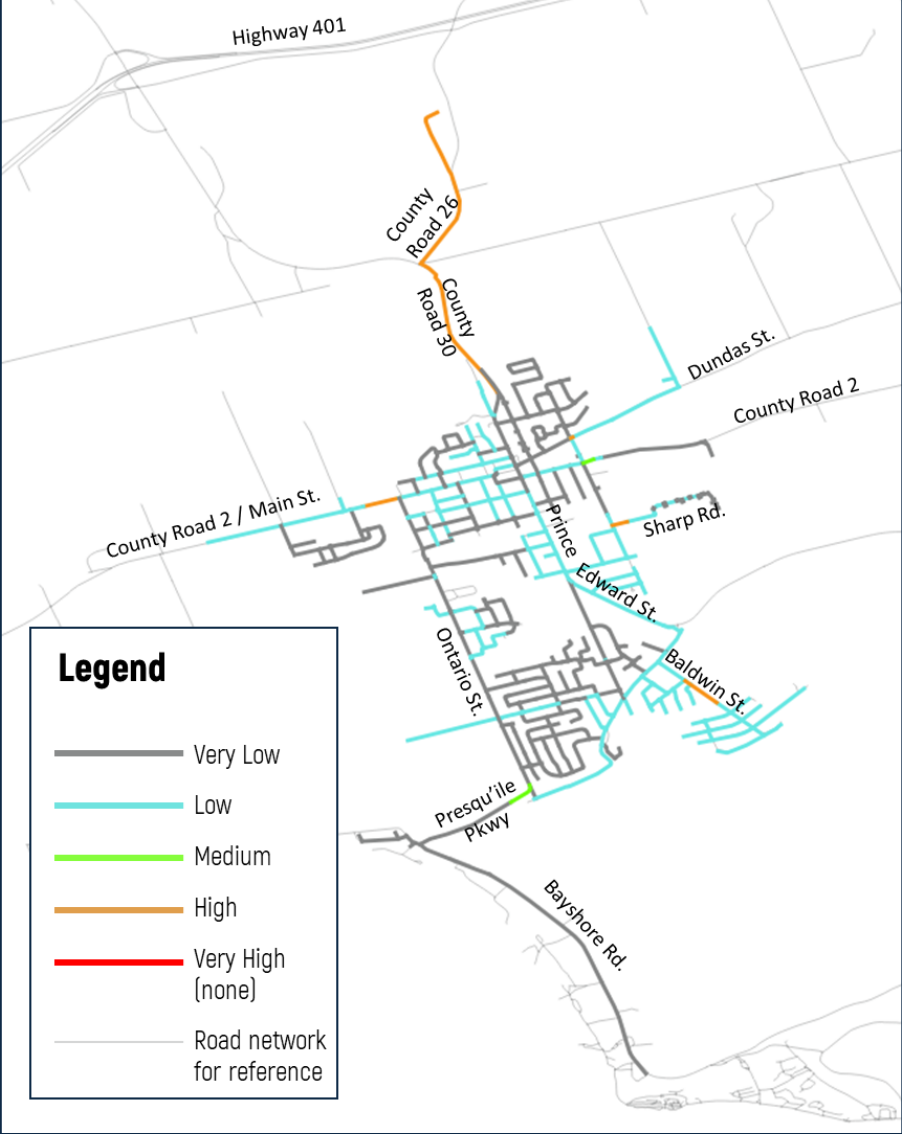 Highway 401
County
Road 26
County
Road 30
Dundas St.
County Road 2
County Road 2 / Main St.
Sharp Rd.
Prince
Edward St.
Ontario St.
Baldwin St.
Presqu'ile
Pkwy
Bayshore Rd.
Legend
Very Low
Low
Medium
High
Very High
(none)
Road network
for reference